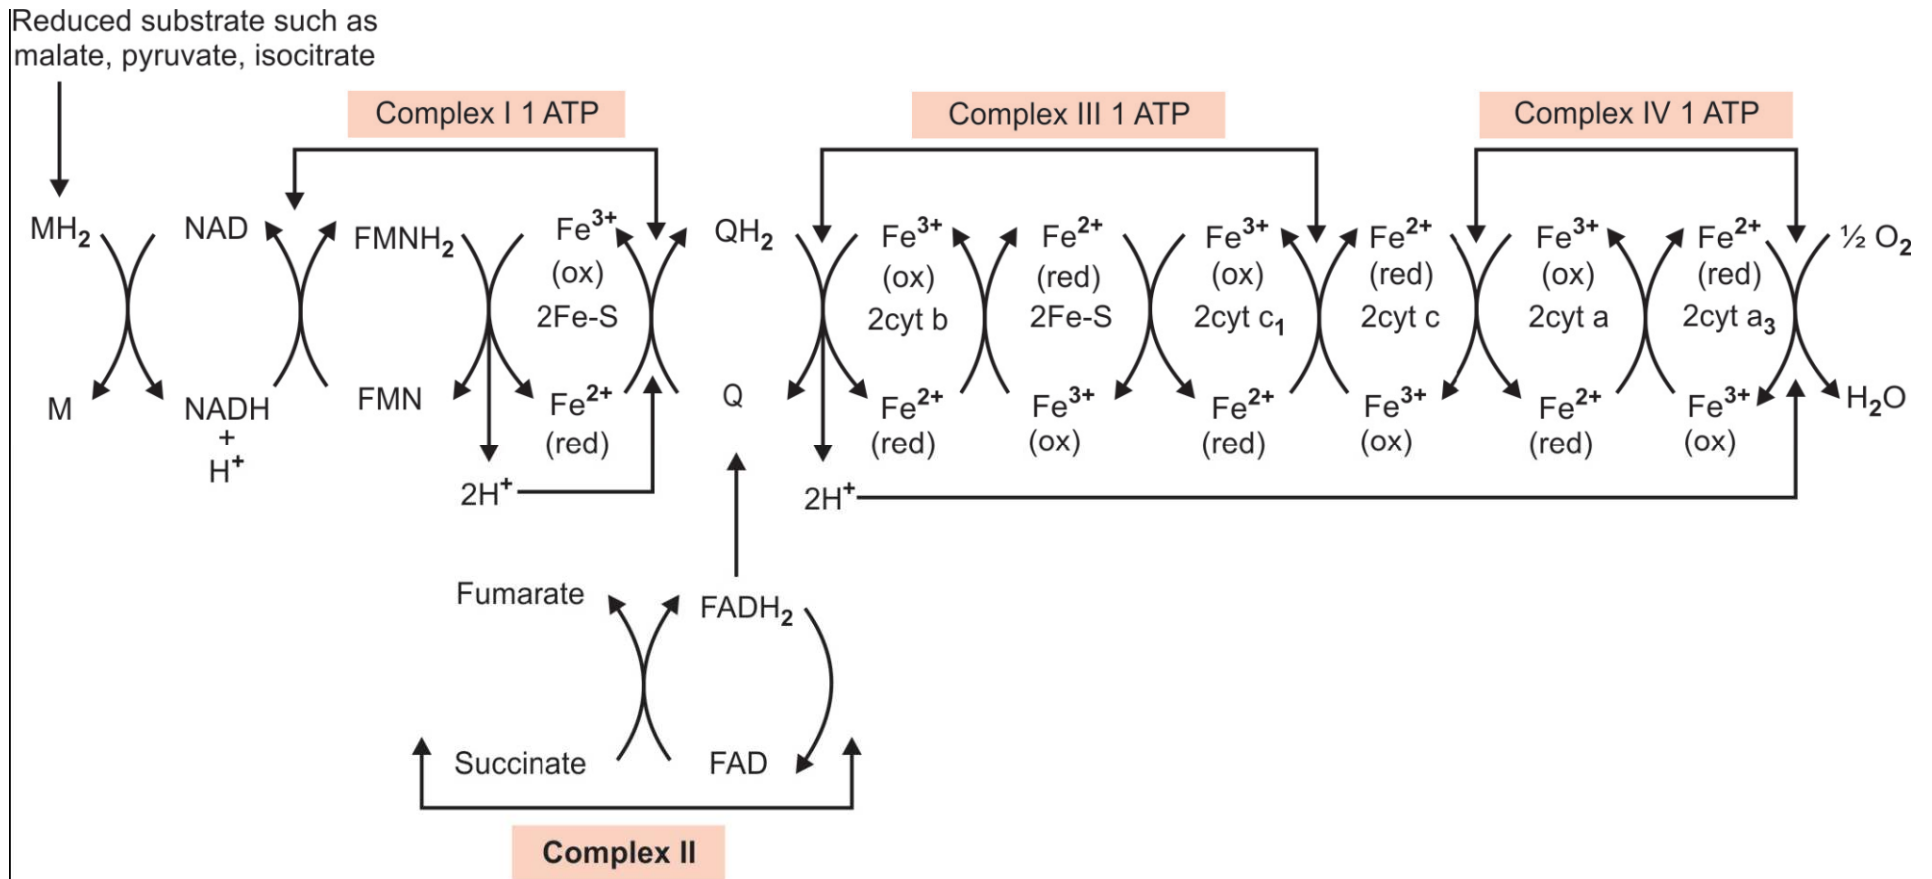 Reduced substrate such as
malate, pyruvate, isocitrate
Complex I 1 ATP
Complex III 1 ATP
Complex IV 1 ATP
MH₂
NAD
FMNH₂
Fe³⁺
(ox)
2Fe-S
QH₂
Fe³⁺
(ox)
2cyt b
Fe²⁺
(red)
2Fe-S
Fe³⁺
(ox)
2cyt c₁
Fe²⁺
(red)
2cyt c
Fe³⁺
(ox)
2cyt a
Fe²⁺
(red)
2cyt a₃
½ O₂
M
NADH
+
H⁺
FMN
Fe²⁺
(red)
Q
Fe²⁺
(red)
Fe³⁺
(ox)
Fe²⁺
(red)
Fe³⁺
(ox)
Fe²⁺
(red)
Fe³⁺
(ox)
H₂O
2H⁺
2H⁺
Fumarate
FADH₂
Succinate
FAD
Complex II